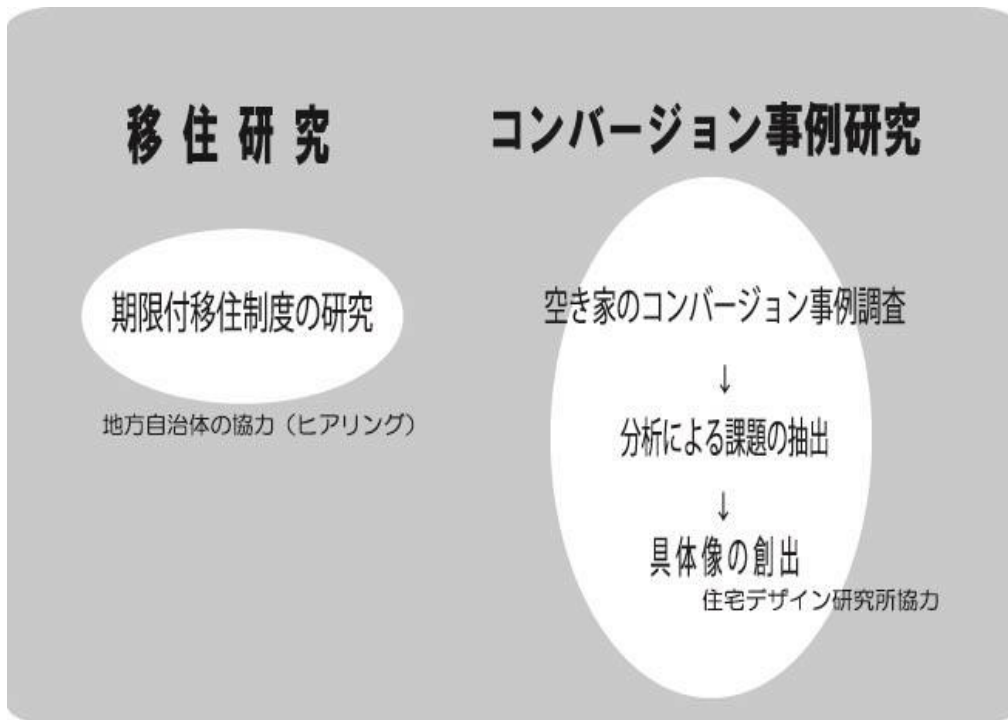 移住研究
期限付移住制度の研究
地方自治体の協力（ヒアリング）
コンバージョン事例研究
空き家のコンバージョン事例調査
↓
分析による課題の抽出
↓
具体像の創出
住宅デザイン研究所協力